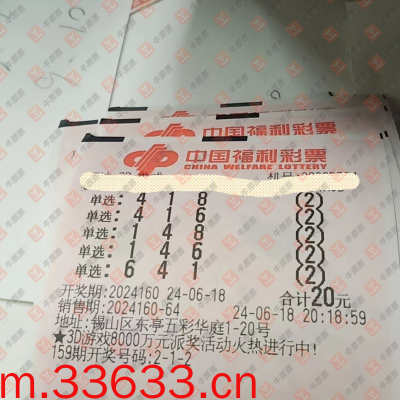 中国福利彩票
中国福利彩票
CHINA WELFARE LOTTERY
单选: 4 1 8 (2)
单选: 4 1 6 (2)
单选: 1 4 8 (2)
单选: 1 4 6 (2)
单选: 6 4 1 (2)
开奖期:2024160 24-06-18 合计20元
销售期:2024160-64 24-06-18 20:18:59
地址:锡山区东亭五彩华庭1-20号
★3D游戏8000万元派奖活动火热进行中!
159期开奖号码:2-1-2
m.33633.cn